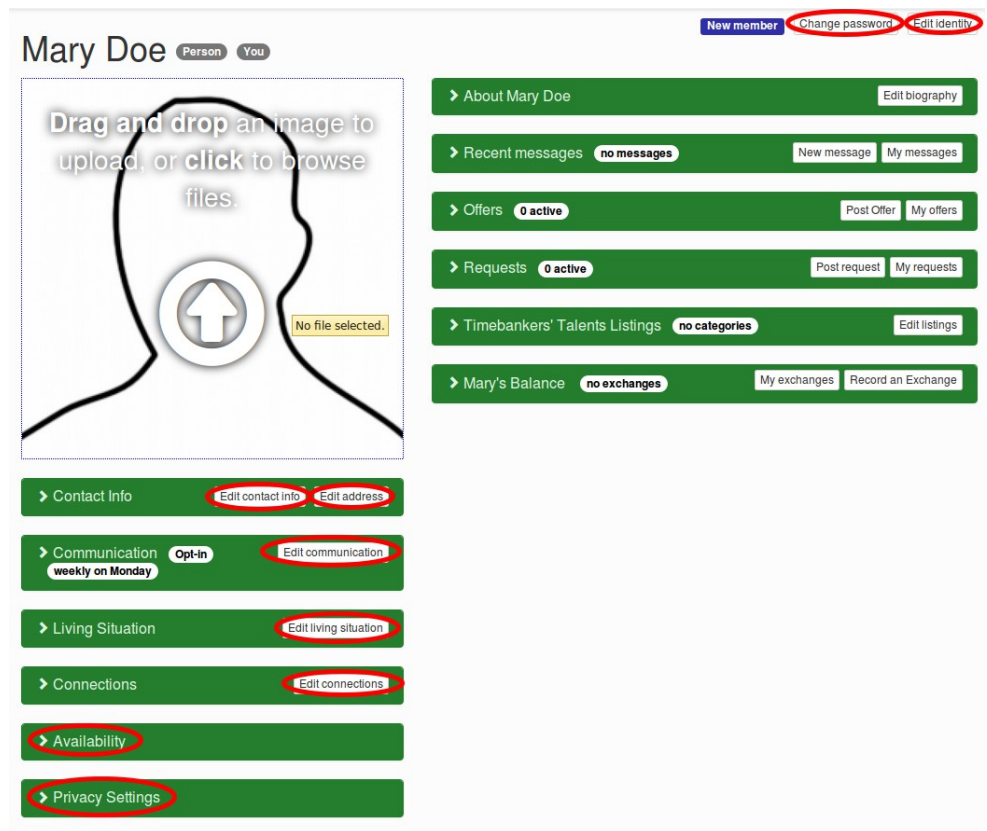 New member Change password Edit identity
Mary Doe Person You
Drag and drop an image to
upload, or click to browse
files.
No file selected.
Contact Info Edit contact info Edit address
Communication Opt-in Edit communication
weekly on Monday
Living Situation Edit living situation
Connections Edit connections
Availability
Privacy Settings
About Mary Doe Edit biography
Recent messages no messages New message My messages
Offers 0 active Post Offer My offers
Requests 0 active Post request My requests
Timebankers' Talents Listings no categories Edit listings
Mary's Balance no exchanges My exchanges Record an Exchange